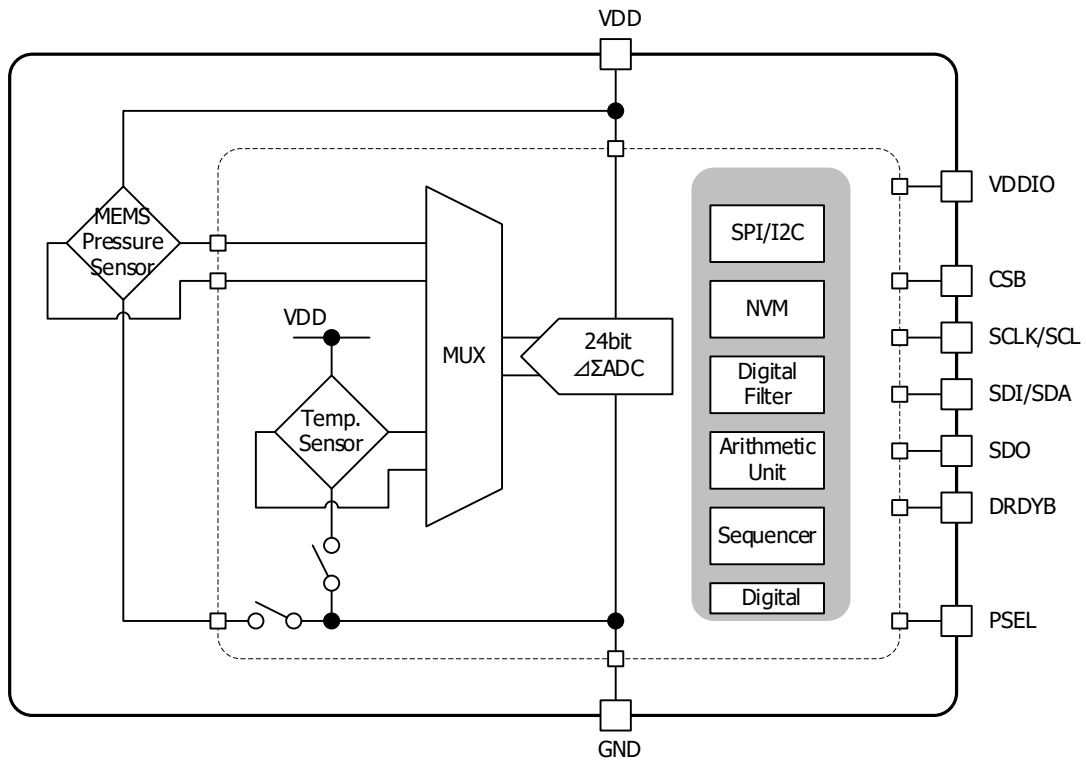 VDD
MEMS
Pressure
Sensor
VDD
Temp.
Sensor
MUX
24bit
⊿ΣADC
SPI/I2C
NVM
Digital
Filter
Arithmetic
Unit
Sequencer
Digital
VDDIO
CSB
SCLK/SCL
SDI/SDA
SDO
DRDYB
PSEL
GND